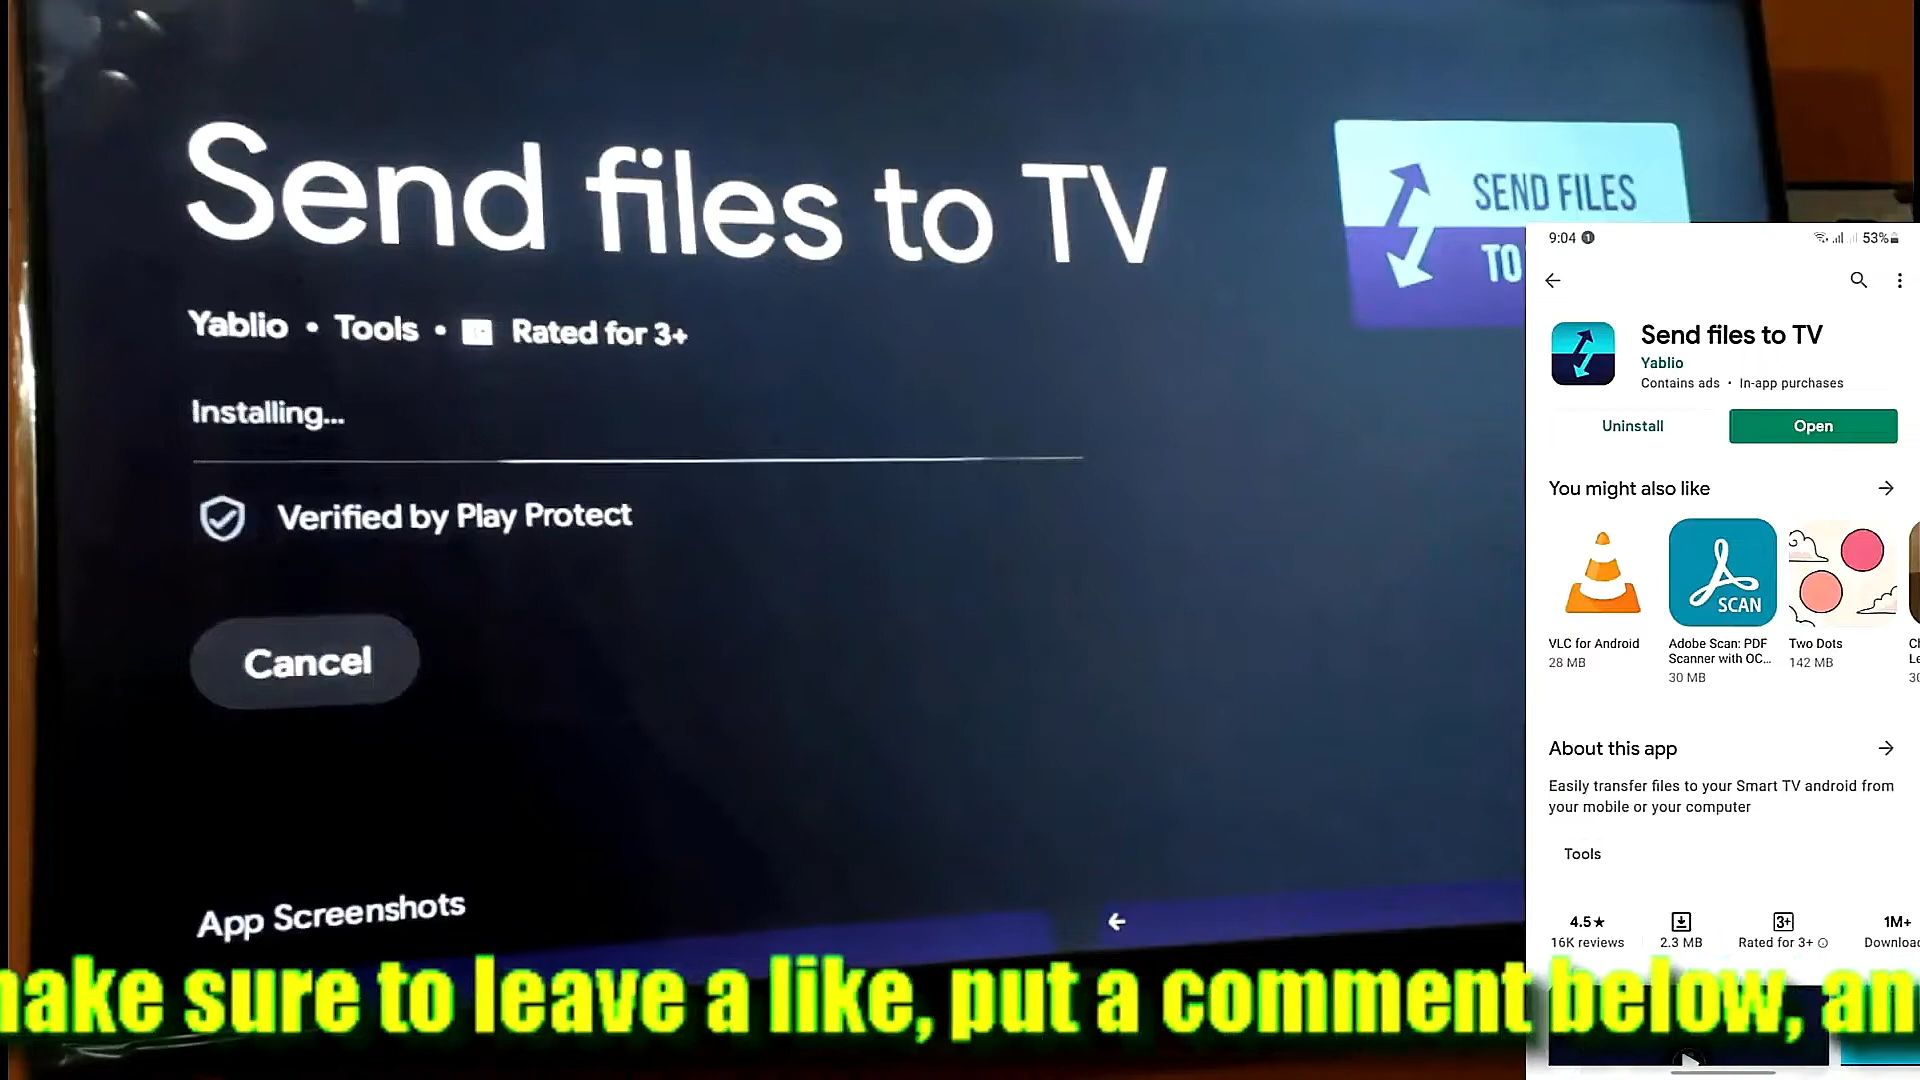 Send files to TV
Yablio • Tools • Rated for 3+
Installing...
Verified by Play Protect
Cancel
App Screenshots
SEND FILES
TO
9:04 1
53%
Send files to TV
Yablio
Contains ads • In-app purchases
Uninstall
Open
You might also like
SCAN
VLC for Android
28 MB
Adobe Scan: PDF
Scanner with OC...
30 MB
Two Dots
142 MB
About this app
Easily transfer files to your Smart TV android from
your mobile or your computer
Tools
4.5★
16K reviews
2.3 MB
3+
Rated for 3+
1M+
make sure to leave a like, put a comment below, an